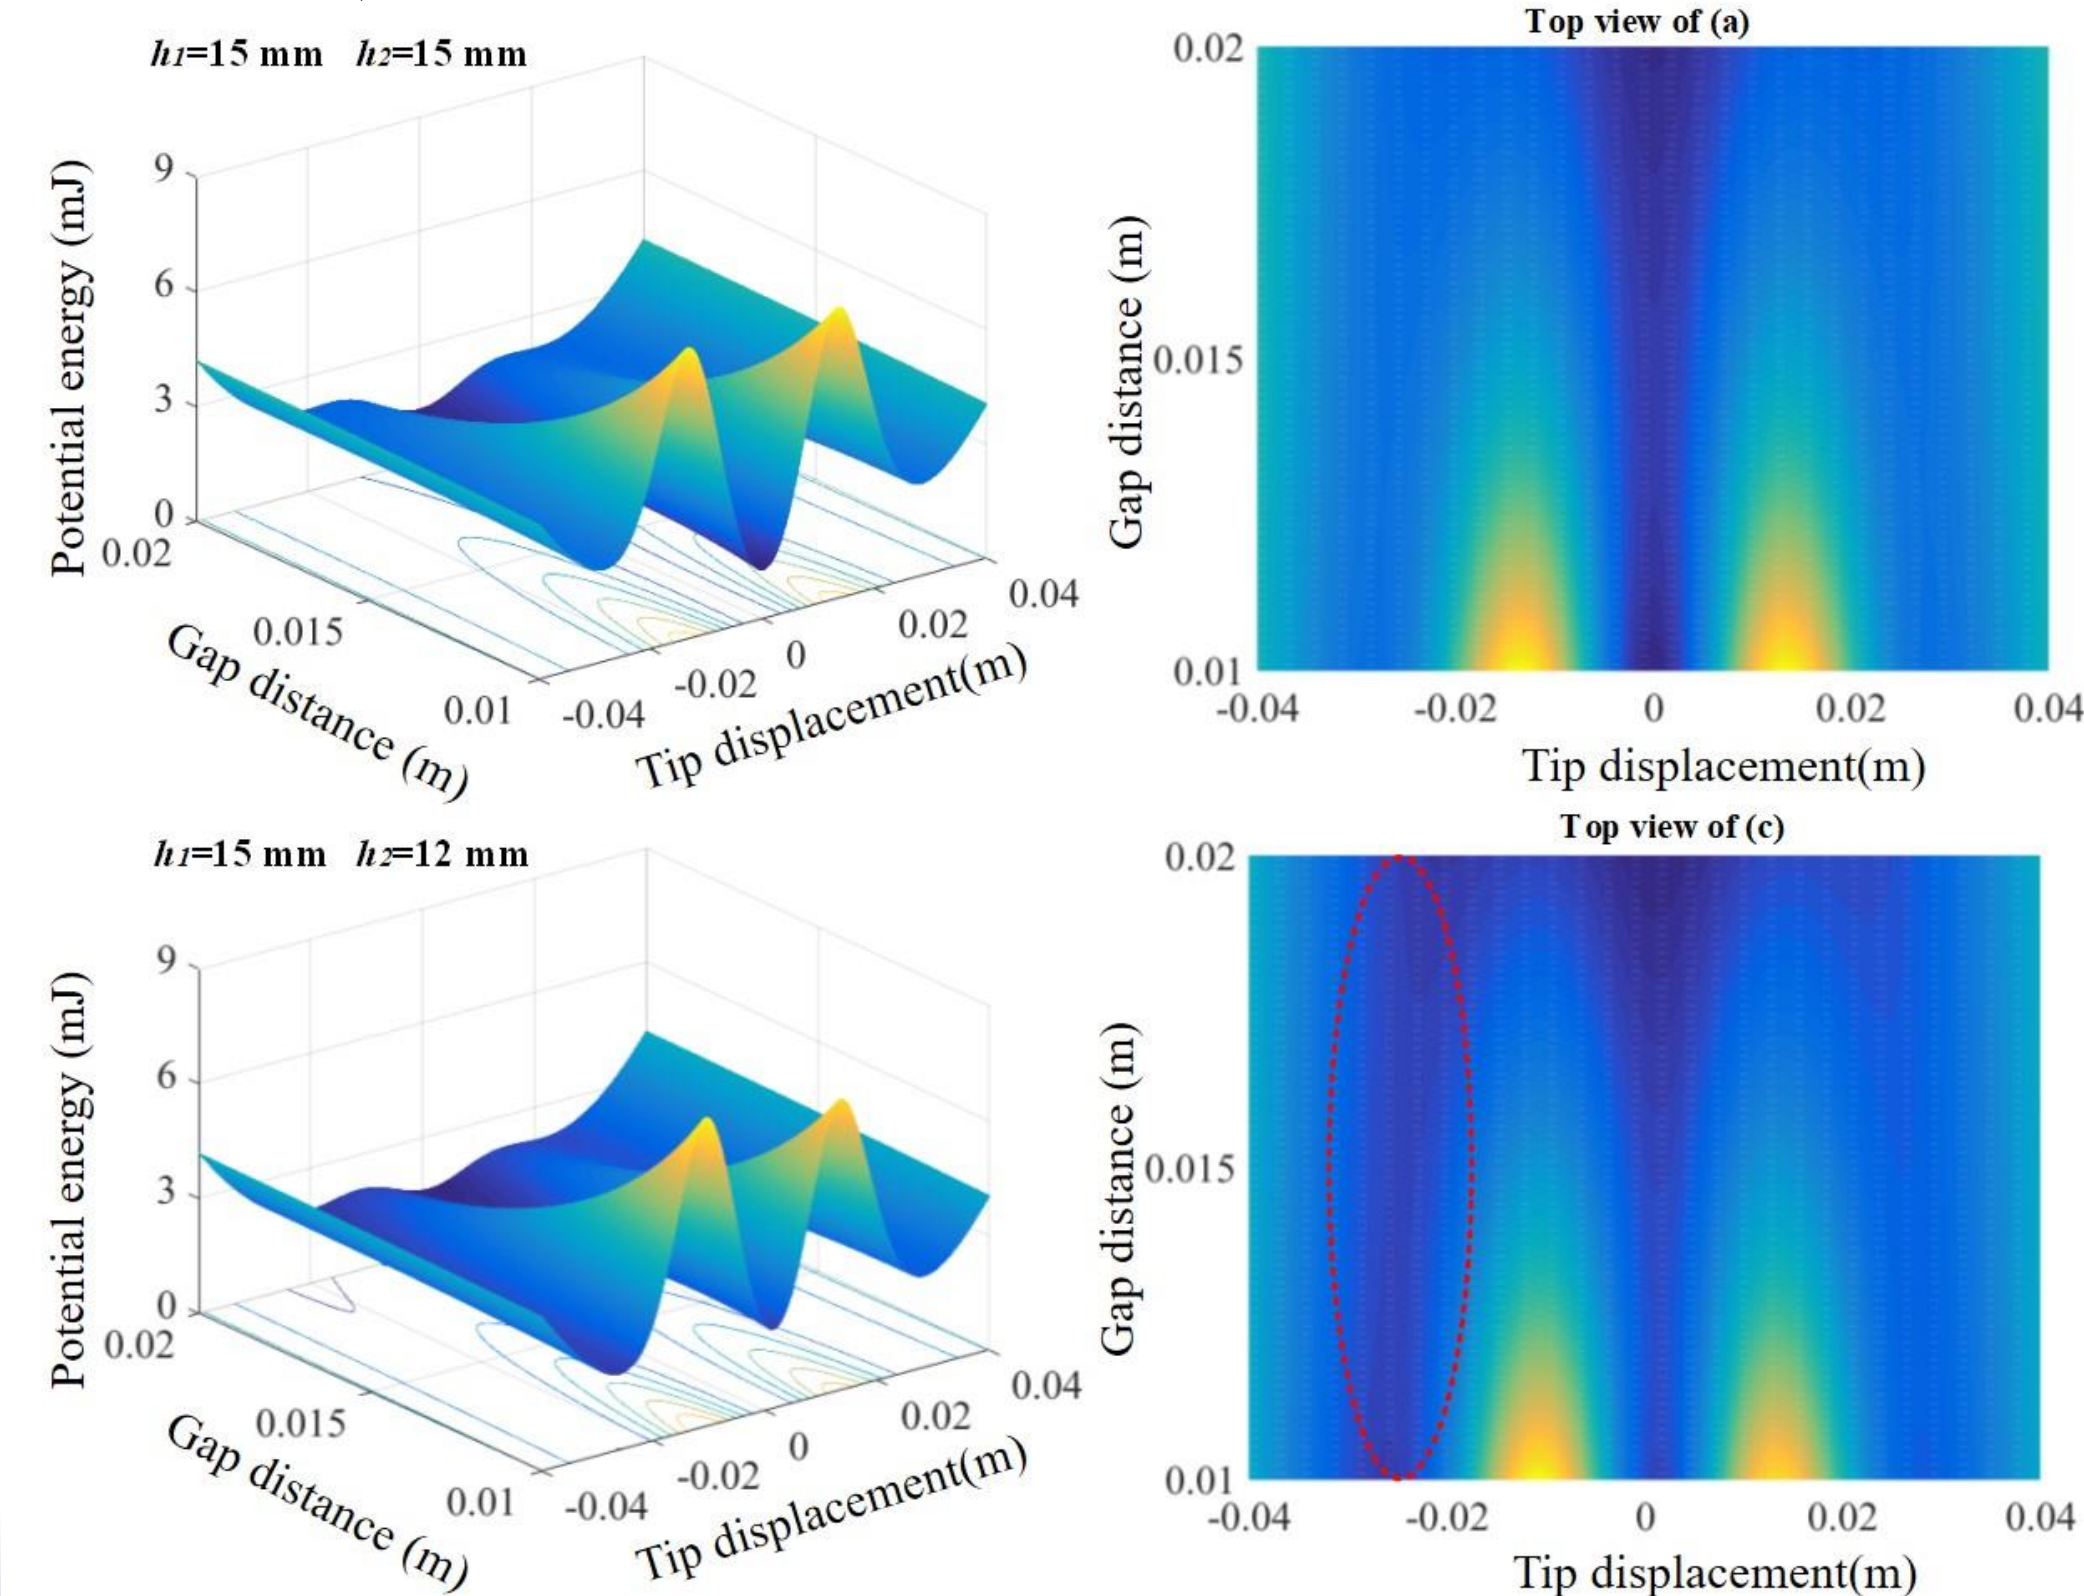 h1=15 mm h2=15 mm
Potential energy (mJ)
9
6
3
0
0.02
0.015
0.01
Gap distance (m)
-0.04
-0.02
0
0.02
0.04
Tip displacement(m)
Top view of (a)
Gap distance (m)
0.02
0.015
0.01
-0.04
-0.02
0
0.02
0.04
Tip displacement(m)
h1=15 mm h2=12 mm
Potential energy (mJ)
9
6
3
0
0.02
0.015
0.01
Gap distance (m)
-0.04
-0.02
0
0.02
0.04
Tip displacement(m)
Top view of (c)
Gap distance (m)
0.02
0.015
0.01
-0.04
-0.02
0
0.02
0.04
Tip displacement(m)